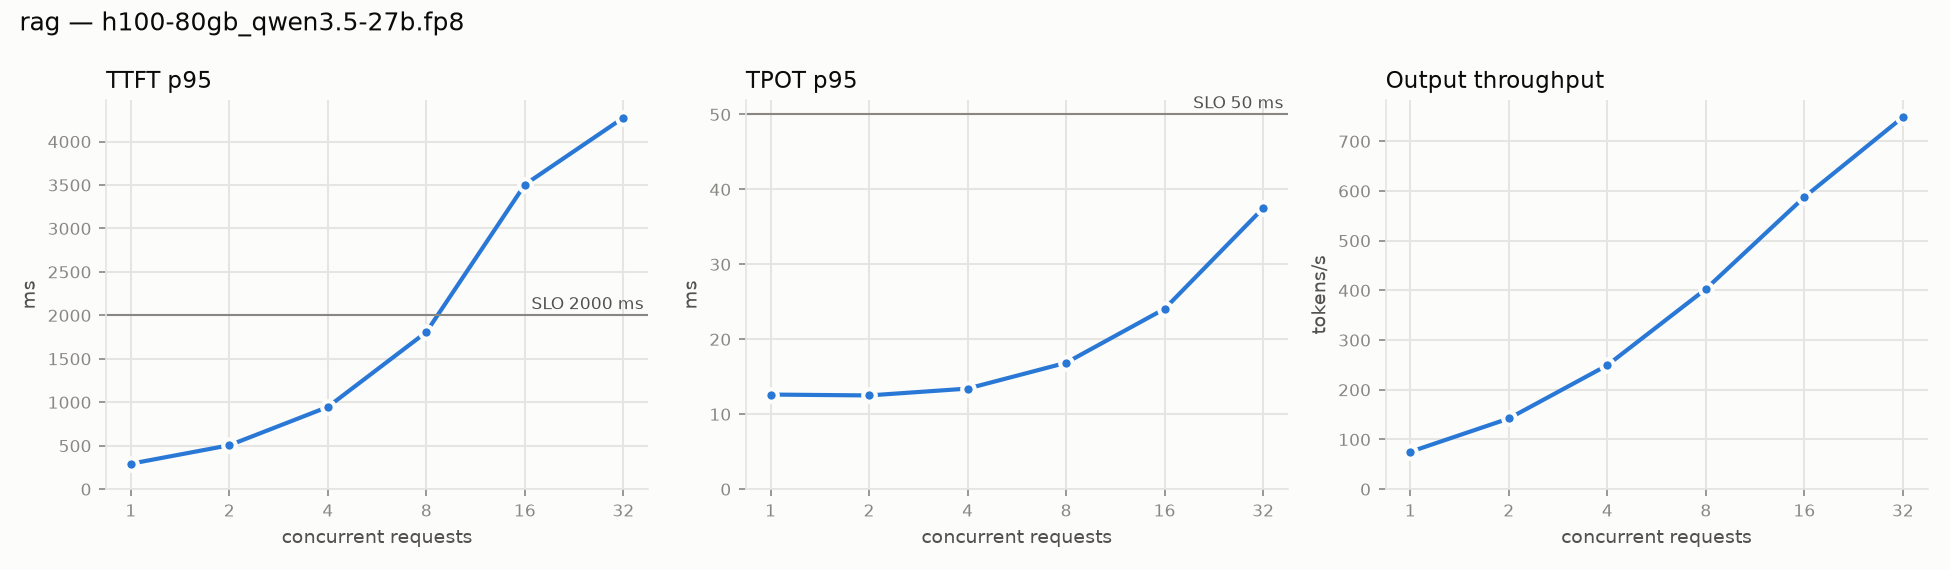 rag — h100-80gb_qwen3.5-27b.fp8
TTFT p95
4000
3500
3000
2500
2000
1500
1000
500
0
ms
SLO 2000 ms
1 2 4 8 16 32
concurrent requests
TPOT p95
50
40
30
20
10
0
ms
SLO 50 ms
1 2 4 8 16 32
concurrent requests
Output throughput
700
600
500
400
300
200
100
0
tokens/s
1 2 4 8 16 32
concurrent requests